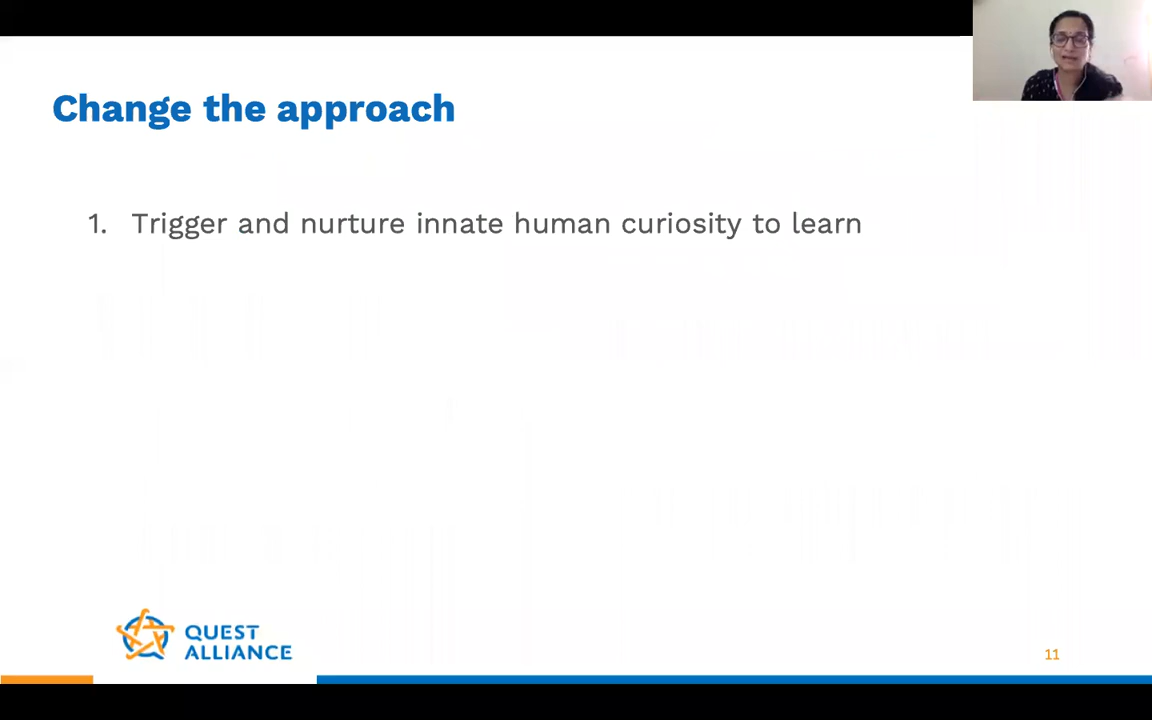 Change the approach
1. Trigger and nurture innate human curiosity to learn
QUEST
ALLIANCE
11